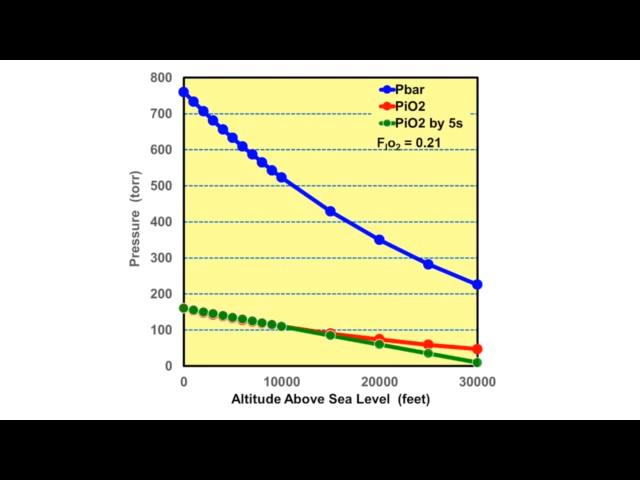 800
700
600
500
400
300
200
100
0
Pressure (torr)
Pbar
PiO2
PiO2 by 5s
FIO2 = 0.21
0 10000 20000 30000
Altitude Above Sea Level (feet)